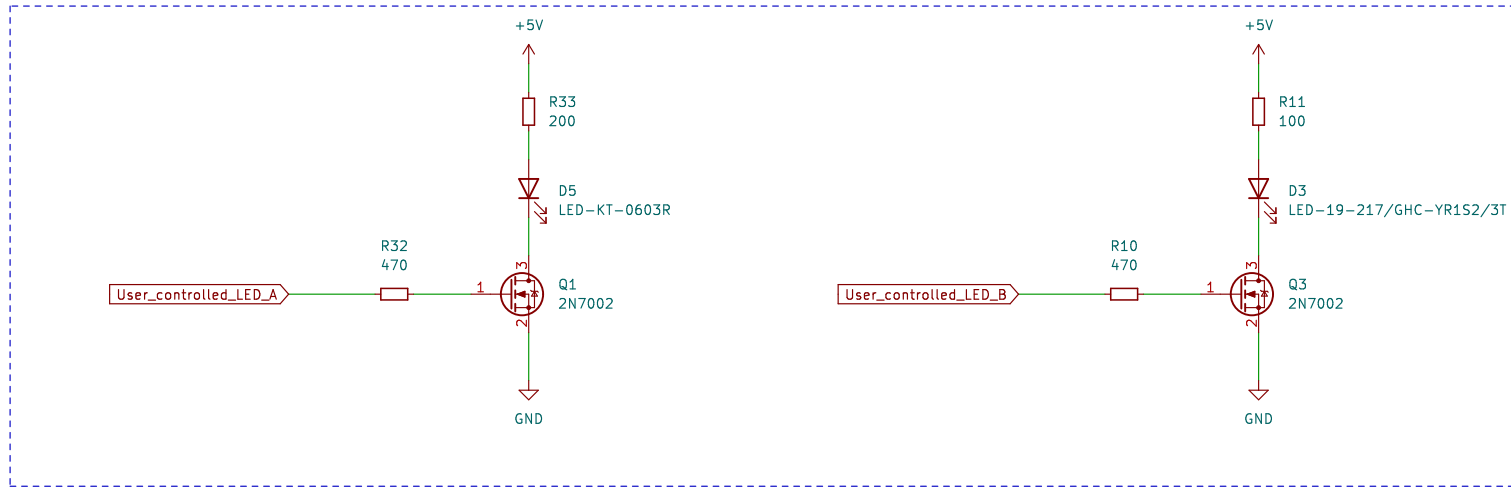 +5V
R33
200
D5
LED-KT-0603R
R32
470
User_controlled_LED_A
1
3
2
Q1
2N7002
GND
+5V
R11
100
D3
LED-19-217/GHC-YR1S2/3T
R10
470
User_controlled_LED_B
1
3
2
Q3
2N7002
GND